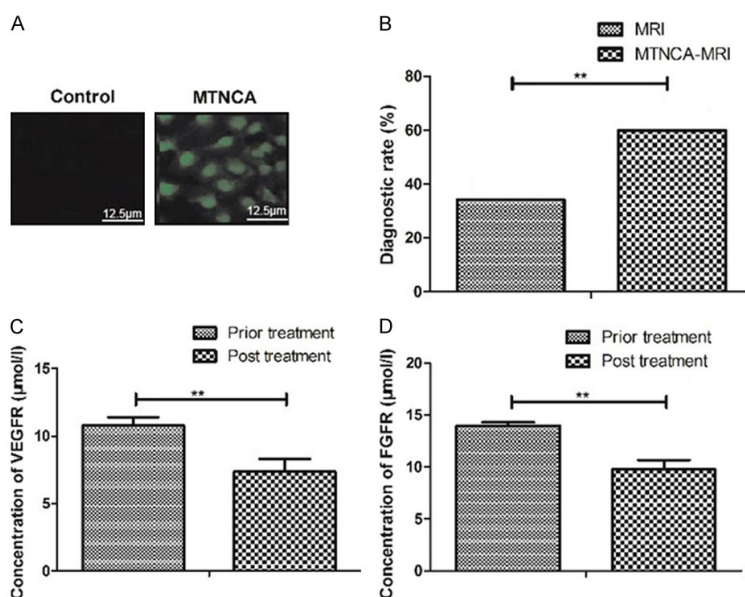 A
Control
MTNCA
12.5μm
12.5μm
B
MRI
MTNCA-MRI
Diagnostic rate (%)
80
60
40
20
0
**
C
Prior treatment
Post treatment
Concentration of VEGFR (μmol/l)
15
10
5
0
**
D
Prior treatment
Post treatment
Concentration of FGFR (μmol/l)
20
15
10
5
0
**